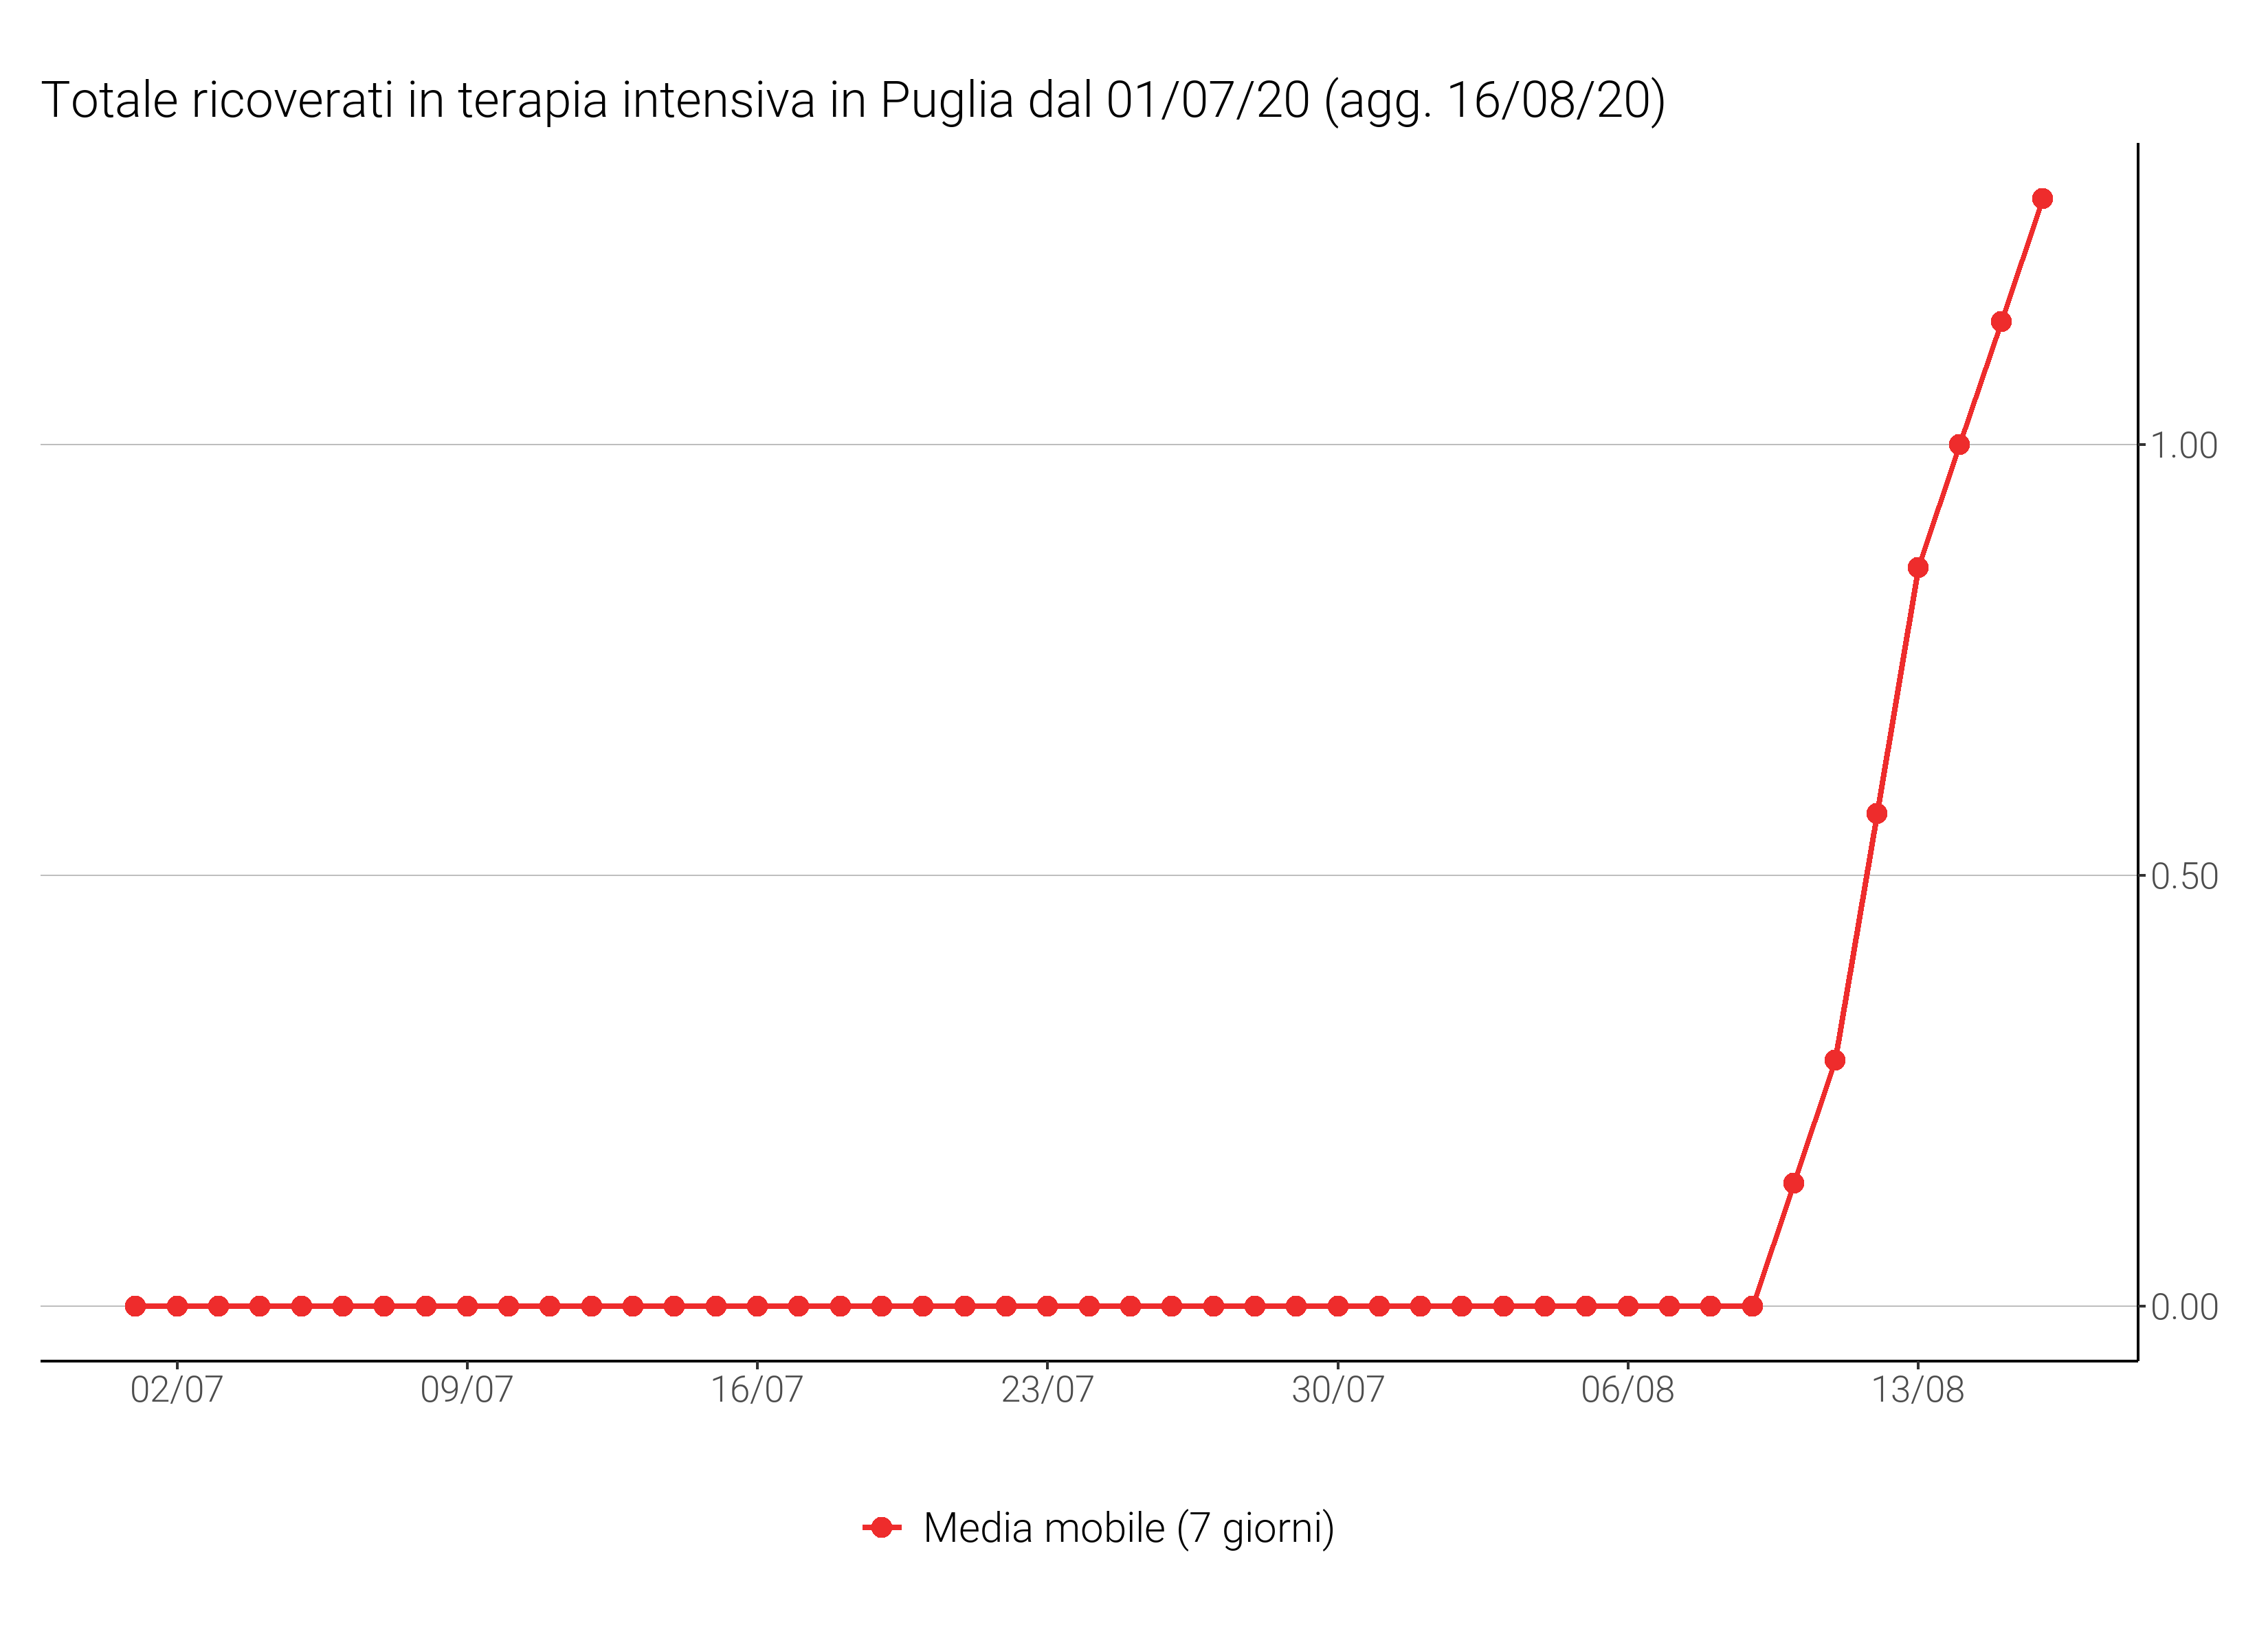 Totale ricoverati in terapia intensiva in Puglia dal 01/07/20 (agg. 16/08/20)
1.00
0.50
0.00
02/07 09/07 16/07 23/07 30/07 06/08 13/08
Media mobile (7 giorni)